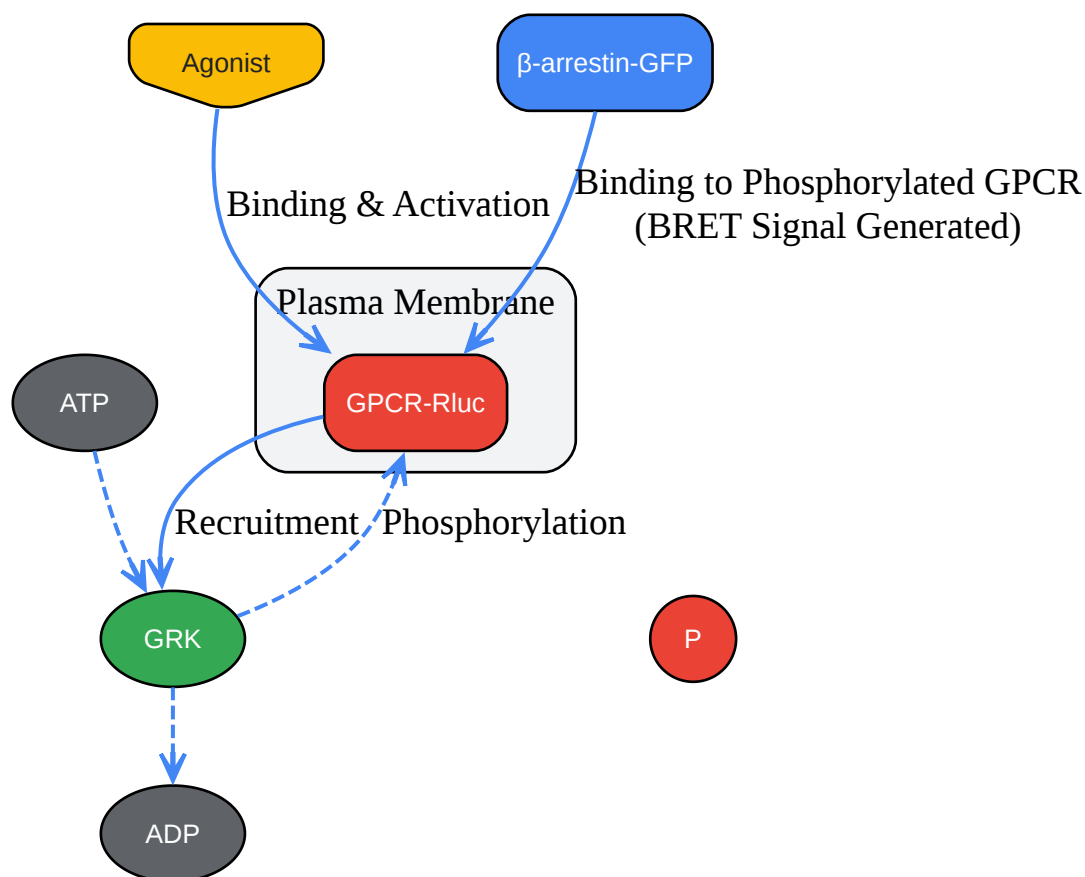 Agonist
β-arrestin-GFP
Binding & Activation
Binding to Phosphorylated GPCR
(BRET Signal Generated)
Plasma Membrane
GPCR-Rluc
ATP
Recruitment
Phosphorylation
GRK
P
ADP